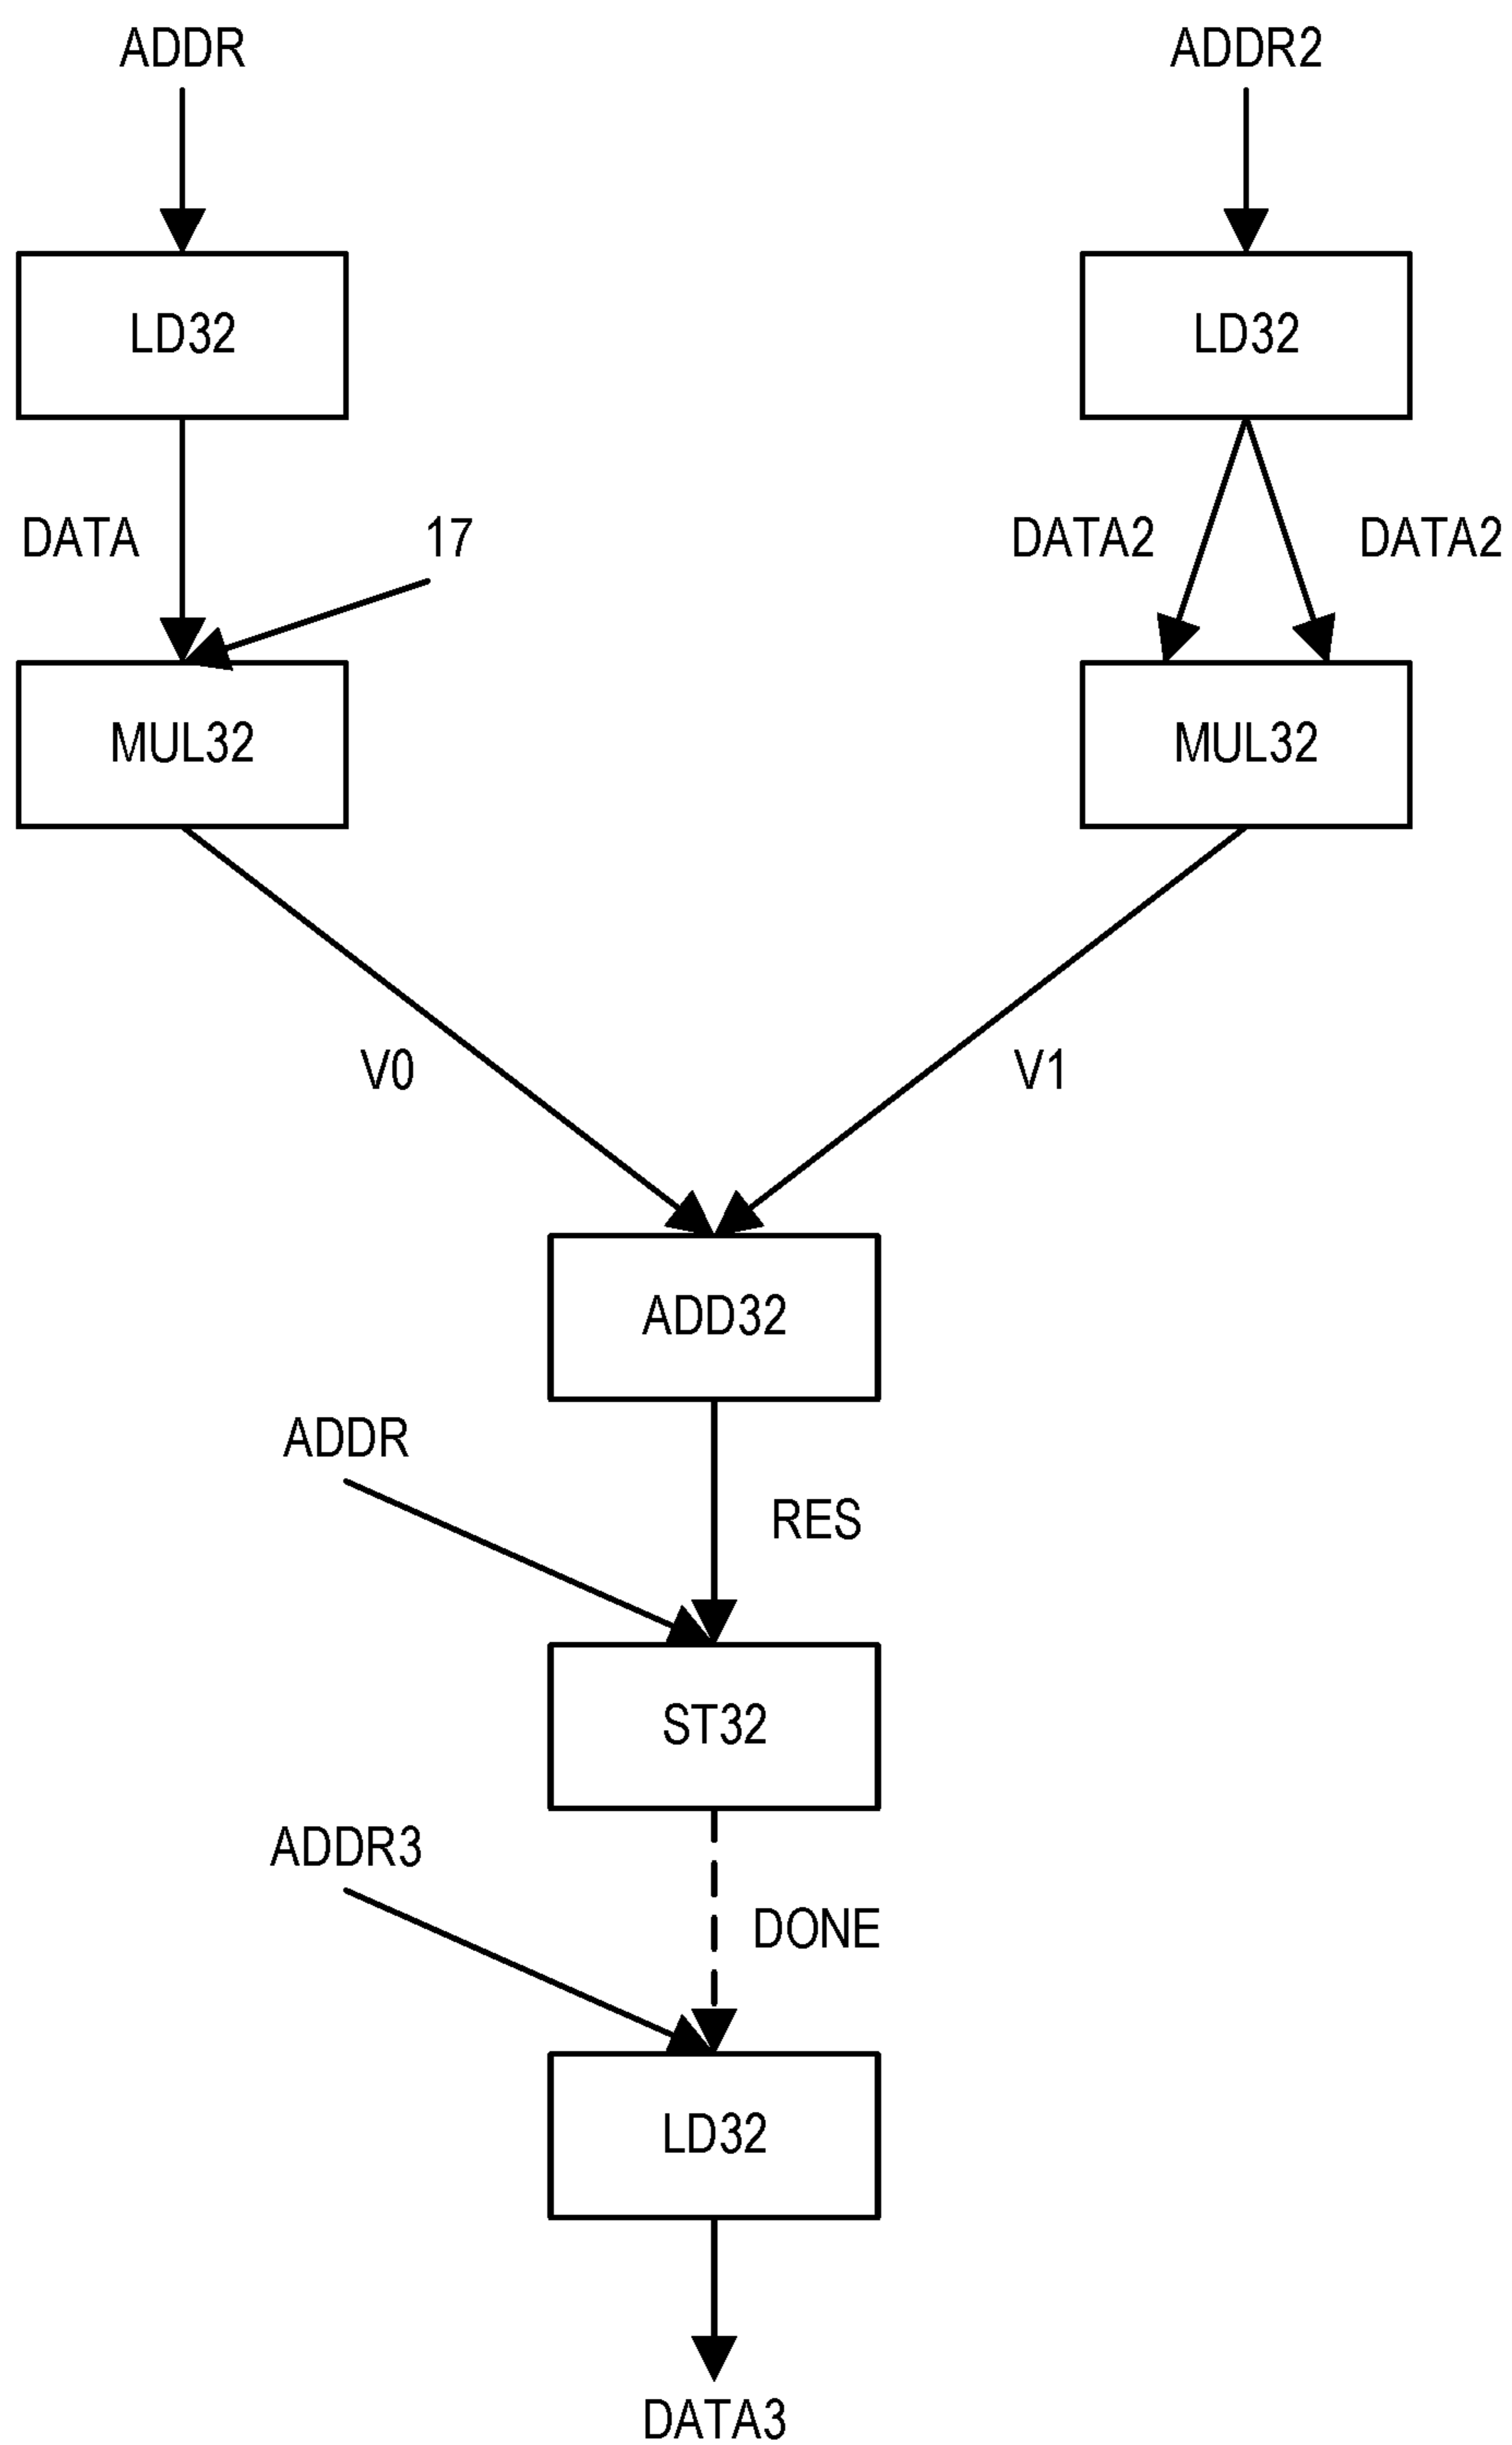 ADDR
ADDR2
LD32
LD32
DATA
17
DATA2
DATA2
MUL32
MUL32
V0
V1
ADD32
ADDR
RES
ST32
ADDR3
DONE
LD32
DATA3